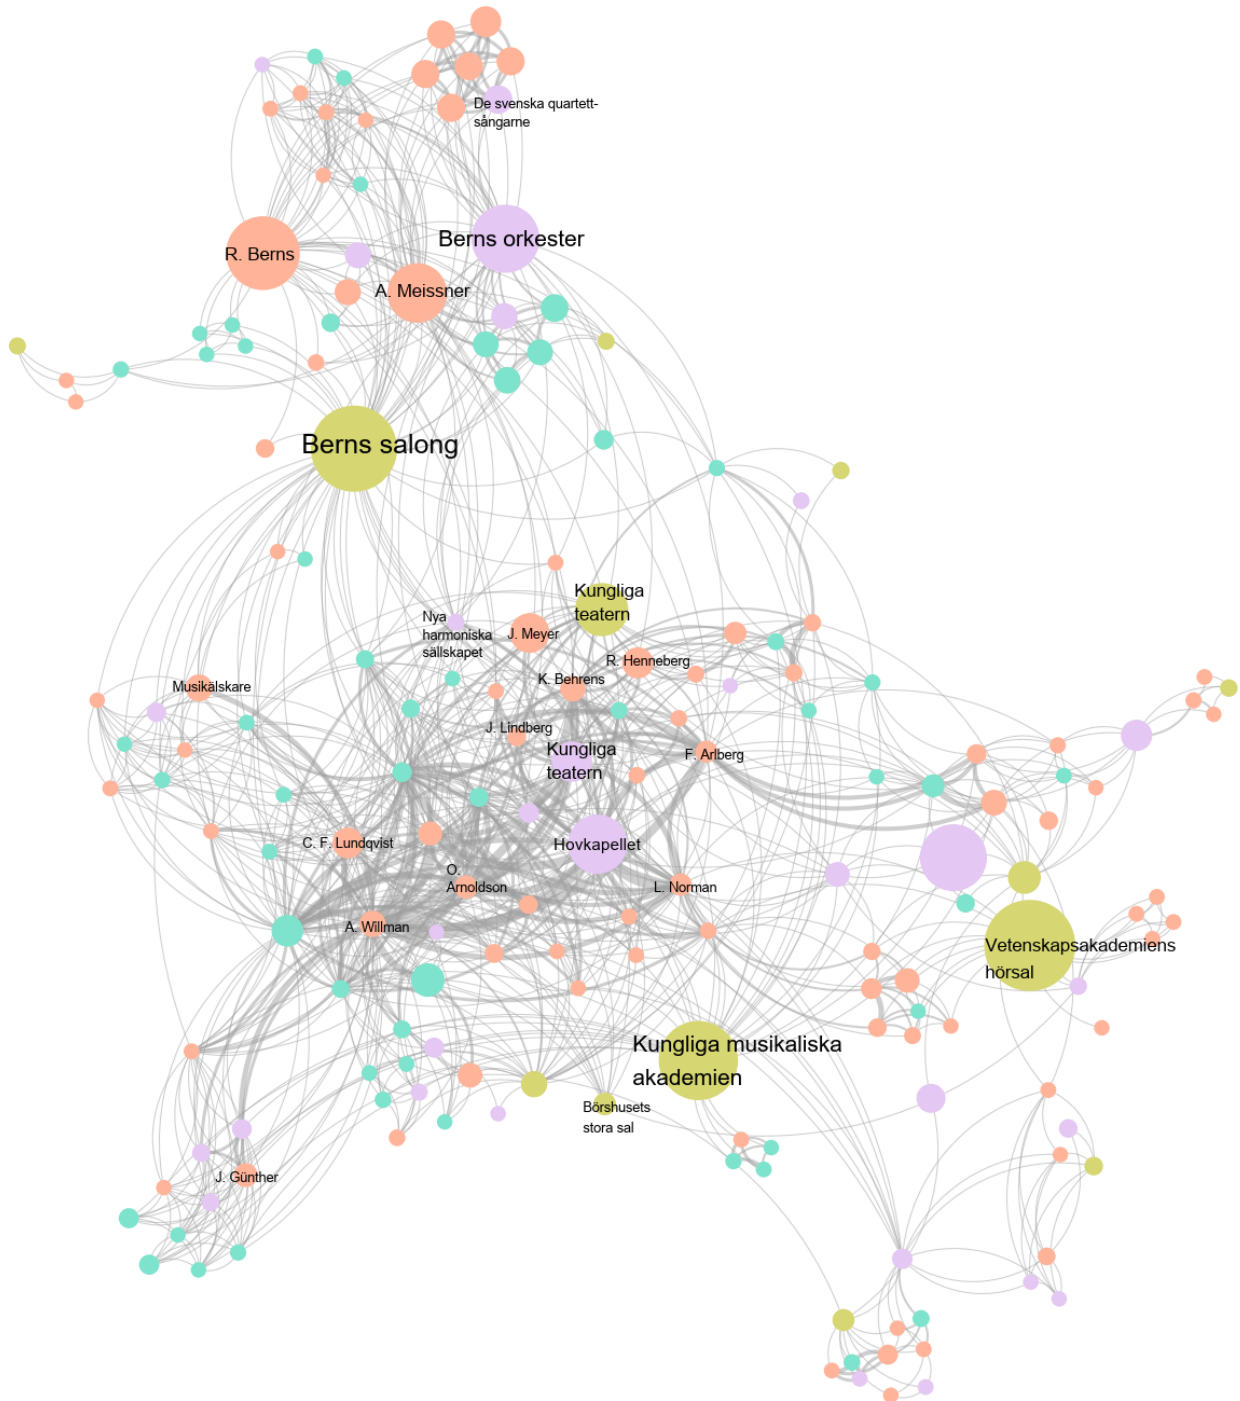 De svenska quartett-
sångarne
Berns orkester
R. Berns
A. Meissner
Berns salong
Kungliga
teatern
Nya
harmoniska
sällskapet
J. Meyer
R. Henneberg
K. Behrens
Musikälskare
J. Lindberg
Kungliga
teatern
F. Arlberg
C. F. Lundqvist
Hovkapellet
O.
Arnoldson
L. Norman
A. Willman
Vetenskapsakademiens
hörsal
Kungliga musikaliska
akademien
Börshusets
stora sal
J. Günther